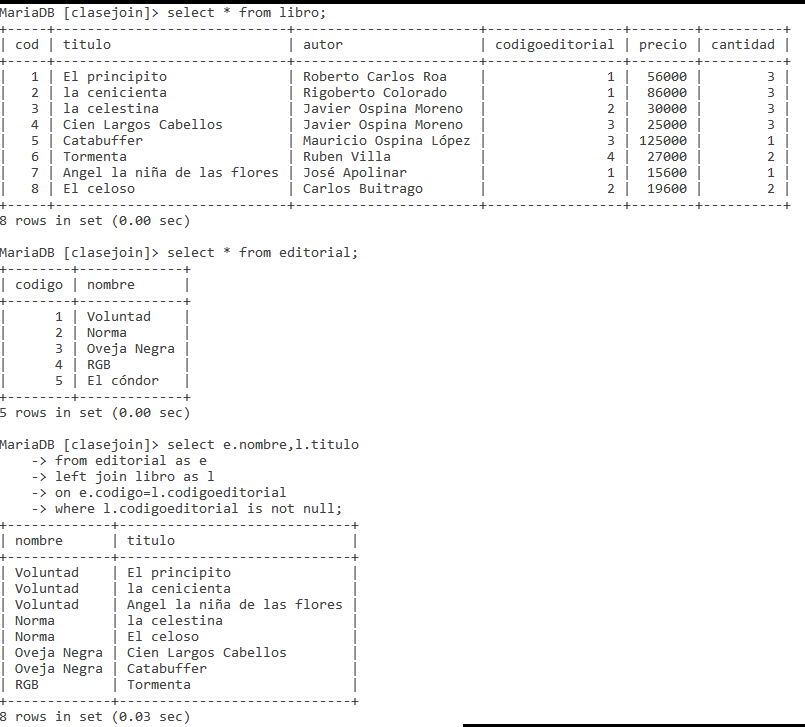 MariaDB [clasejoin]> select * from libro;
+-----+----------------------------+----------------------+-----------------+--------+----------+
| cod | titulo                     | autor                 | codigoeditorial | precio | cantidad |
+-----+----------------------------+----------------------+-----------------+--------+----------+
|   1 | El principito              | Roberto Carlos Roa    |               1 |  56000 |        3 |
|   2 | la cenicienta              | Rigoberto Colorado    |               1 |  86000 |        3 |
|   3 | la celestina               | Javier Ospina Moreno  |               2 |  30000 |        3 |
|   4 | Cien Largos Cabellos       | Javier Ospina Moreno  |               3 |  25000 |        3 |
|   5 | Catabuffer                 | Mauricio Ospina López |               3 | 125000 |        1 |
|   6 | Tormenta                   | Ruben Villa           |               4 |  27000 |        2 |
|   7 | Angel la niña de las flores | José Apolinar         |               1 |  15600 |        1 |
|   8 | El celoso                  | Carlos Buitrago       |               2 |  19600 |        2 |
+-----+----------------------------+----------------------+-----------------+--------+----------+
8 rows in set (0.00 sec)
MariaDB [clasejoin]> select * from editorial;
+--------+-------------+
| codigo | nombre      |
+--------+-------------+
|      1 | Voluntad    |
|      2 | Norma       |
|      3 | Oveja Negra |
|      4 | RGB         |
|      5 | El cóndor   |
+--------+-------------+
5 rows in set (0.00 sec)
MariaDB [clasejoin]> select e.nombre,l.titulo
    -> from editorial as e
    -> left join libro as l
    -> on e.codigo=l.codigoeditorial
    -> where l.codigoeditorial is not null;
+-------------+-----------------------------+
| nombre      | titulo                      |
+-------------+-----------------------------+
| Voluntad    | El principito               |
| Voluntad    | la cenicienta               |
| Voluntad    | Angel la niña de las flores |
| Norma       | la celestina                |
| Norma       | El celoso                   |
| Oveja Negra | Cien Largos Cabellos        |
| Oveja Negra | Catabuffer                  |
| RGB         | Tormenta                    |
+-------------+-----------------------------+
8 rows in set (0.03 sec)